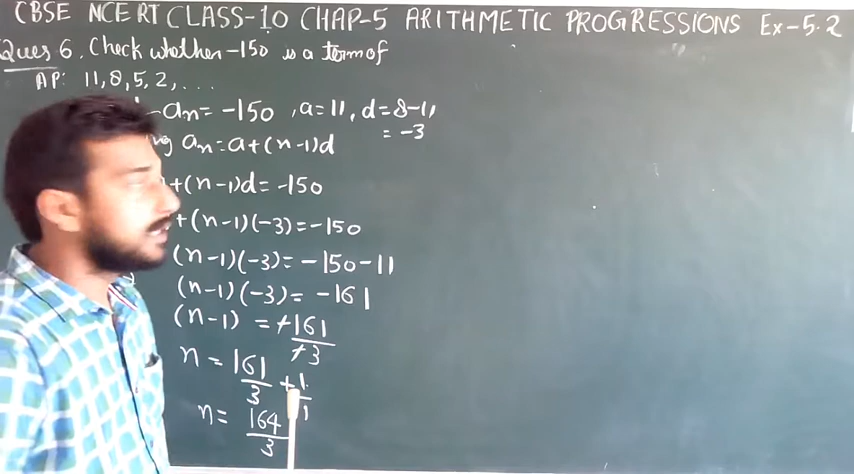 CBSE NCERT CLASS-10 CHAP-5 ARITHMETIC PROGRESSIONS Ex-5.2
Ques 6. Check whether -150 is a term of
AP: 11, 8, 5, 2, ...
an = -150, a = 11, d = 8-11
= -3
an = a+(n-1)d
+(n-1)d = -150
+(n-1)(-3) = -150
(n-1)(-3) = -150-11
(n-1)(-3) = -161
(n-1) = -161/-3
n = 161/3 + 1/1
n = 164/3